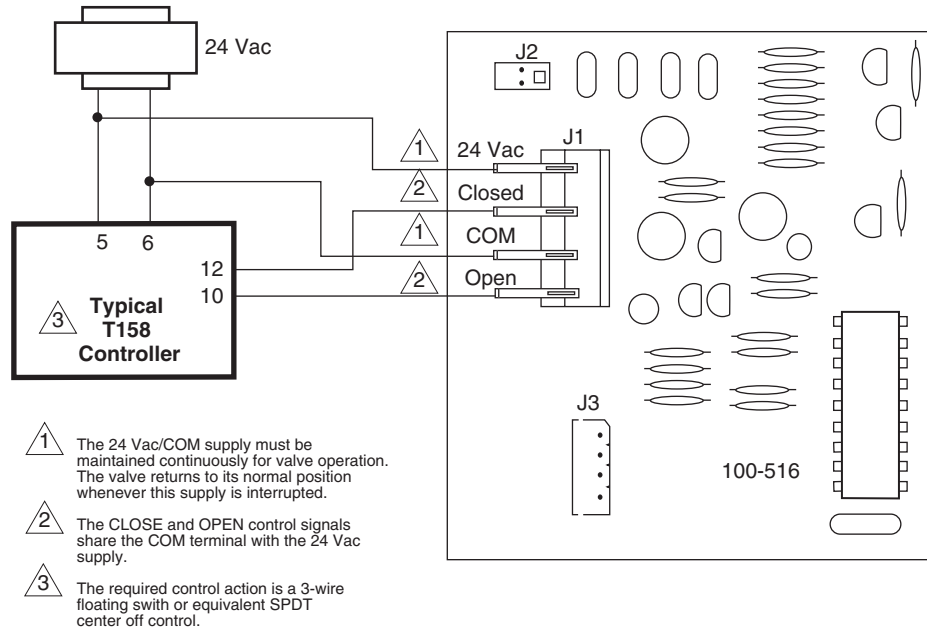 24 Vac
J2
J1
1
24 Vac
2
Closed
1
COM
2
Open
5
6
12
10
3
Typical
T158
Controller
J3
100-516
1
The 24 Vac/COM supply must be
maintained continuously for valve operation.
The valve returns to its normal position
whenever this supply is interrupted.
2
The CLOSE and OPEN control signals
share the COM terminal with the 24 Vac
supply.
3
The required control action is a 3-wire
floating swith or equivalent SPDT
center off control.